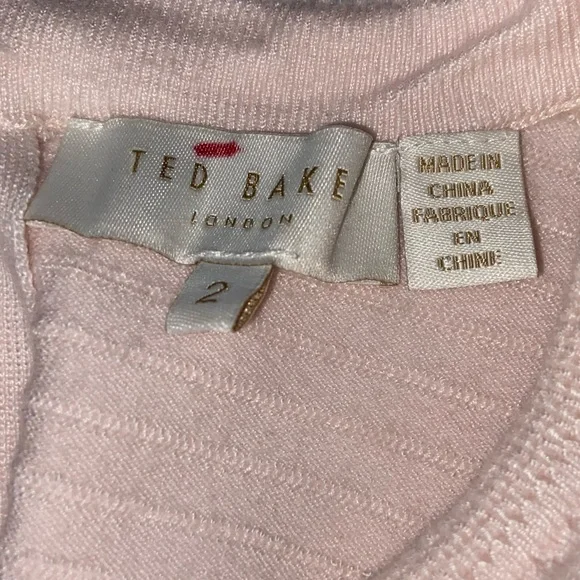 TED BAKE
LONDON
2
MADE IN
CHINA
FABRIQUE
EN
CHINE